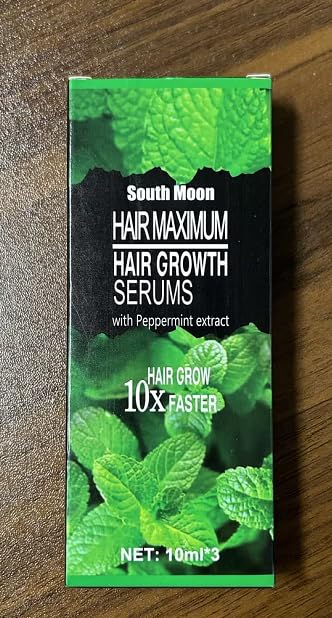 South Moon
HAIR MAXIMUM
HAIR GROWTH
SERUMS
with Peppermint extract
HAIR GROW
10x FASTER
NET: 10ml*3